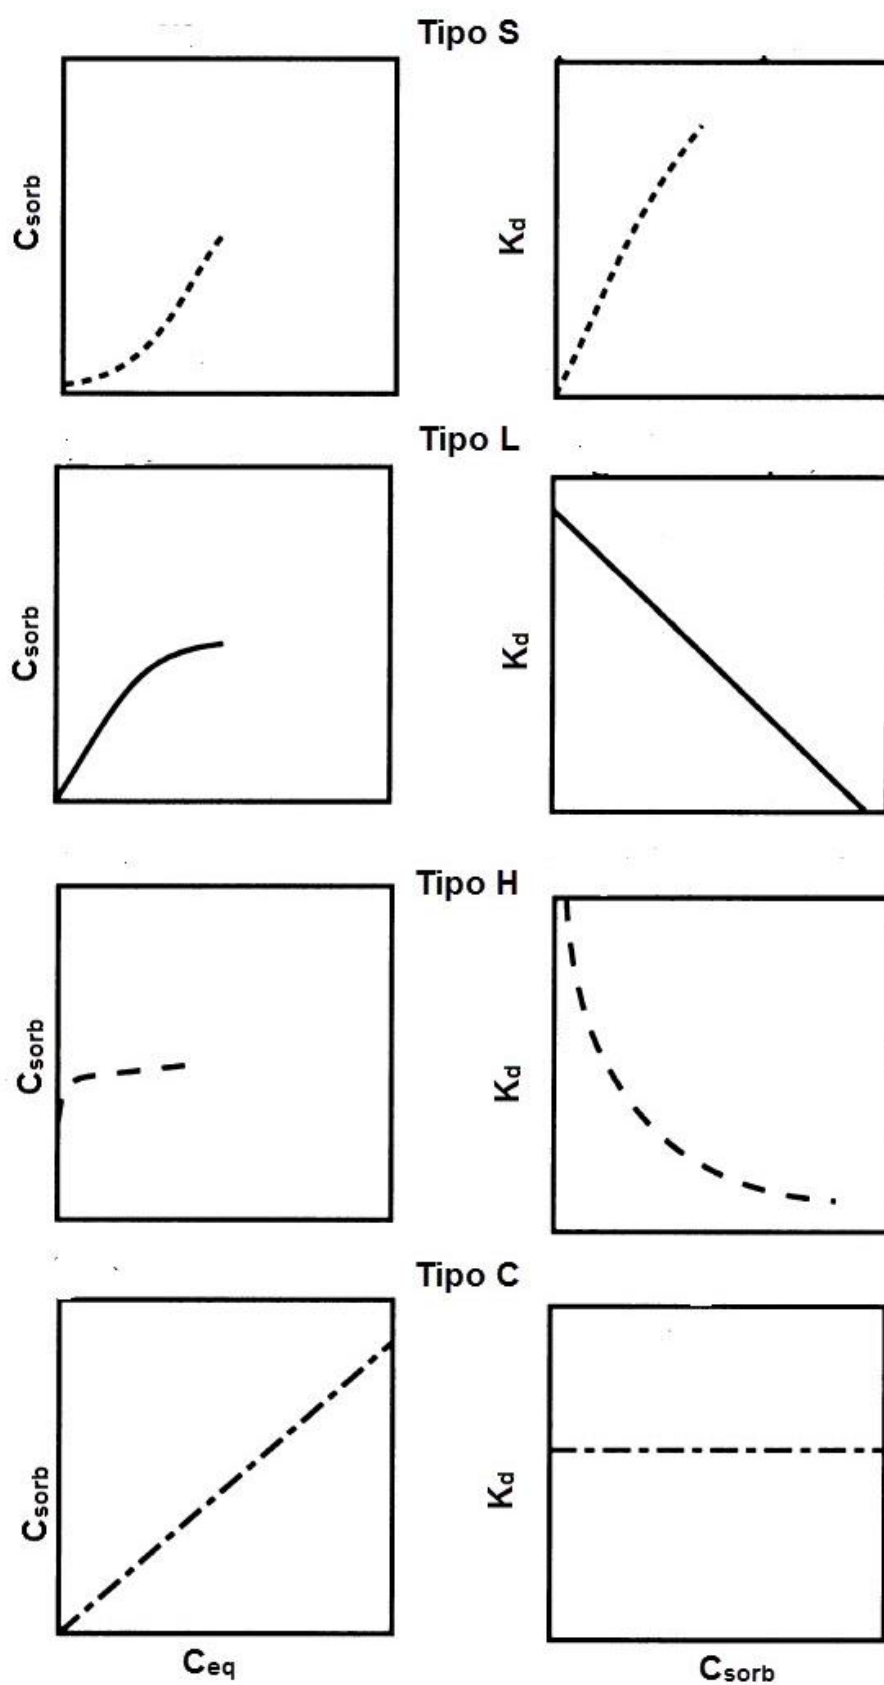 Tipo S
Csorb
Kd
Tipo L
Csorb
Kd
Tipo H
Csorb
Kd
Tipo C
Csorb
Kd
Ceq
Csorb